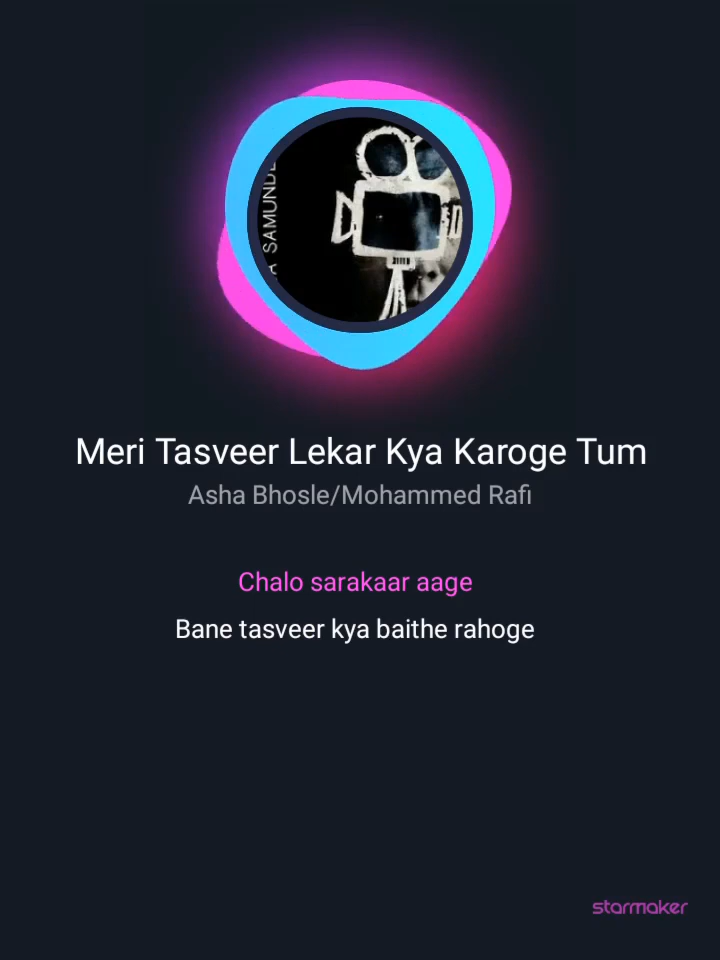 SAMUNDE
Meri Tasveer Lekar Kya Karoge Tum
Asha Bhosle/Mohammed Rafi
Chalo sarakaar aage
Bane tasveer kya baithe rahoge
starmaker